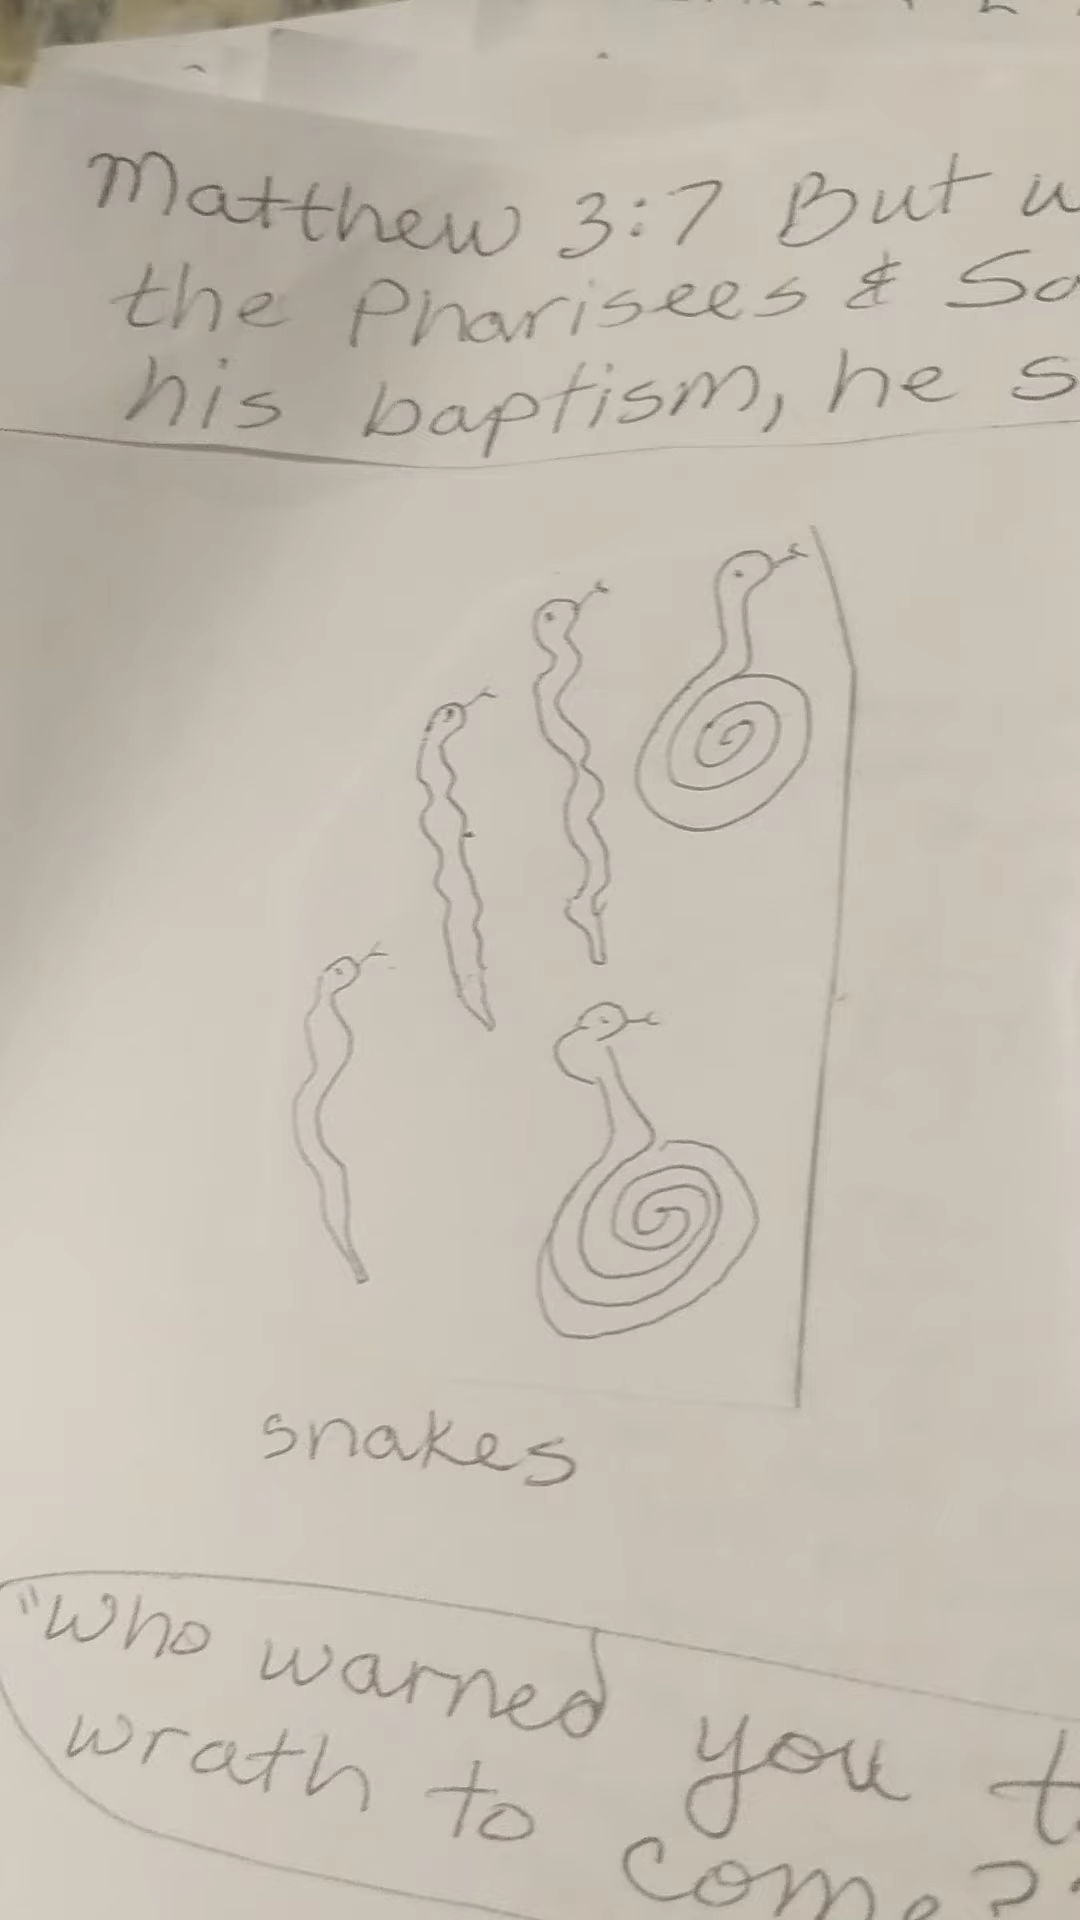 Matthew 3:7 But
the Pharisees &
his baptism, he
snakes
"Who warned you
wrath to come?"